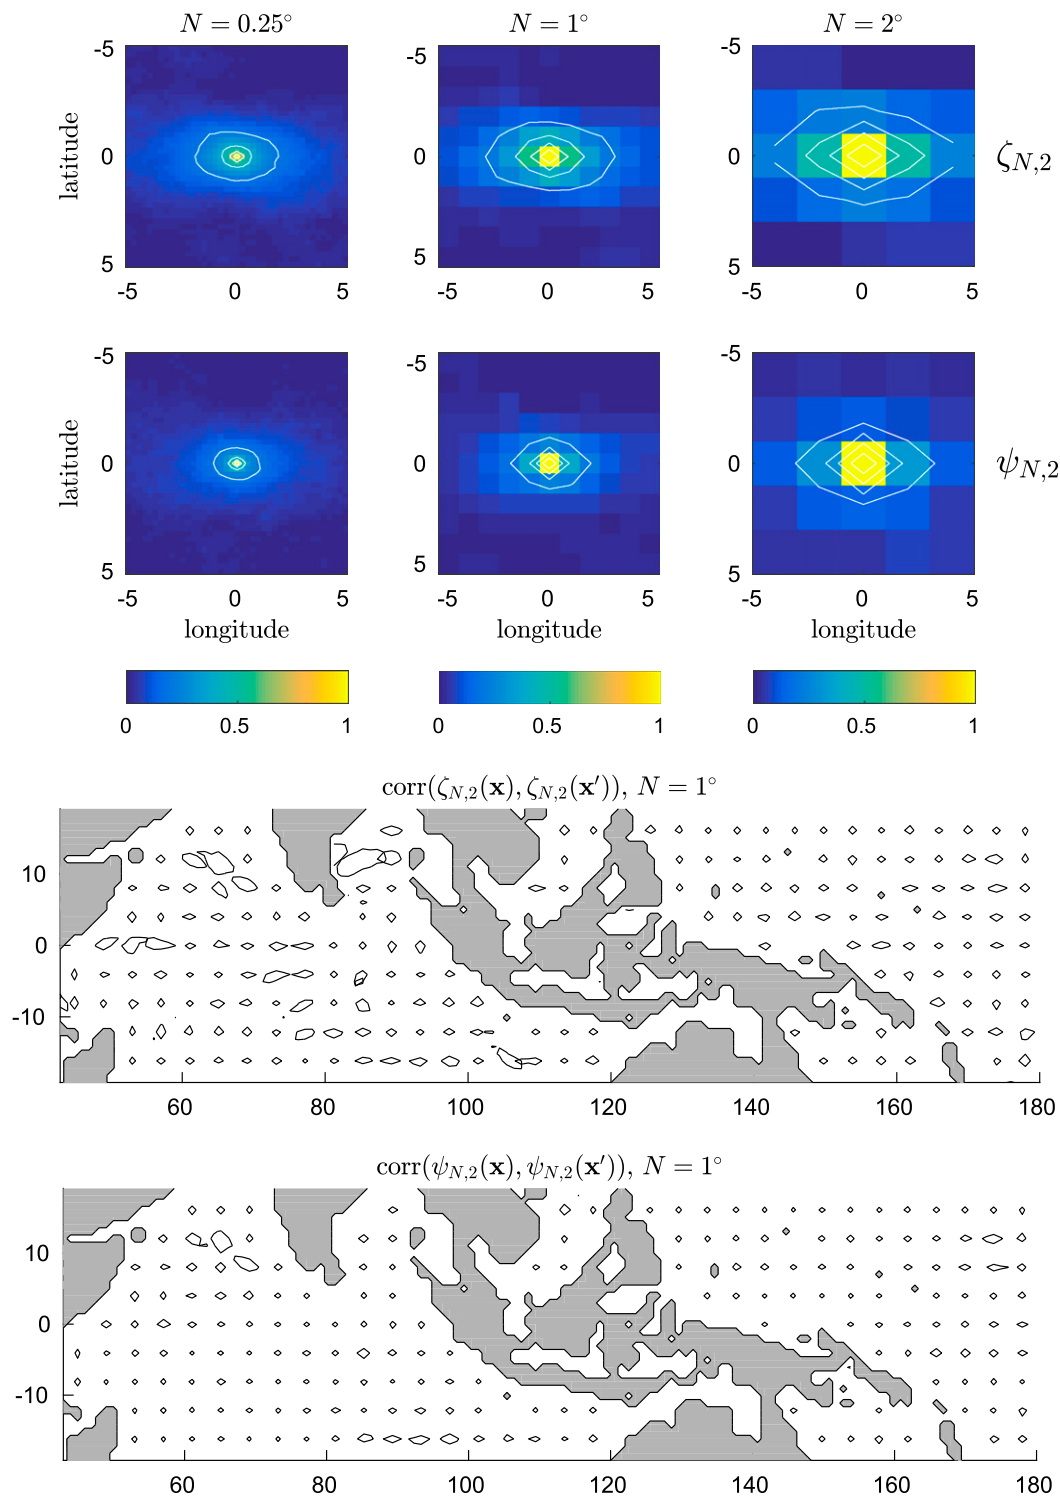 N = 0.25° N = 1° N = 2°
-5 -5 -5
latitude 0 0 0 ζN,2
5 5 5
-5 0 5 -5 0 5 -5 0 5
-5 -5 -5
latitude 0 0 0 ψN,2
5 5 5
-5 0 5 -5 0 5 -5 0 5
longitude longitude longitude
0 0.5 1 0 0.5 1 0 0.5 1
corr(ζN,2(x), ζN,2(x′)), N = 1°
10
0
-10
60 80 100 120 140 160 180
corr(ψN,2(x), ψN,2(x′)), N = 1°
10
0
-10
60 80 100 120 140 160 180